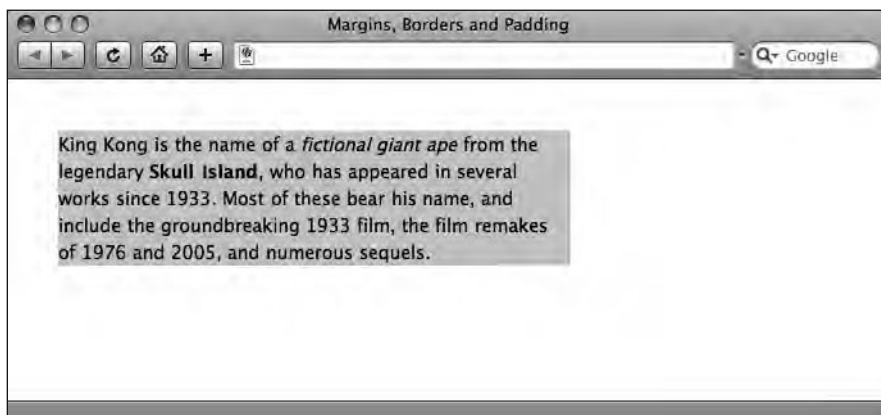 Margins, Borders and Padding
Google
King Kong is the name of a fictional giant ape from the
legendary Skull Island, who has appeared in several
works since 1933. Most of these bear his name, and
include the groundbreaking 1933 film, the film remakes
of 1976 and 2005, and numerous sequels.